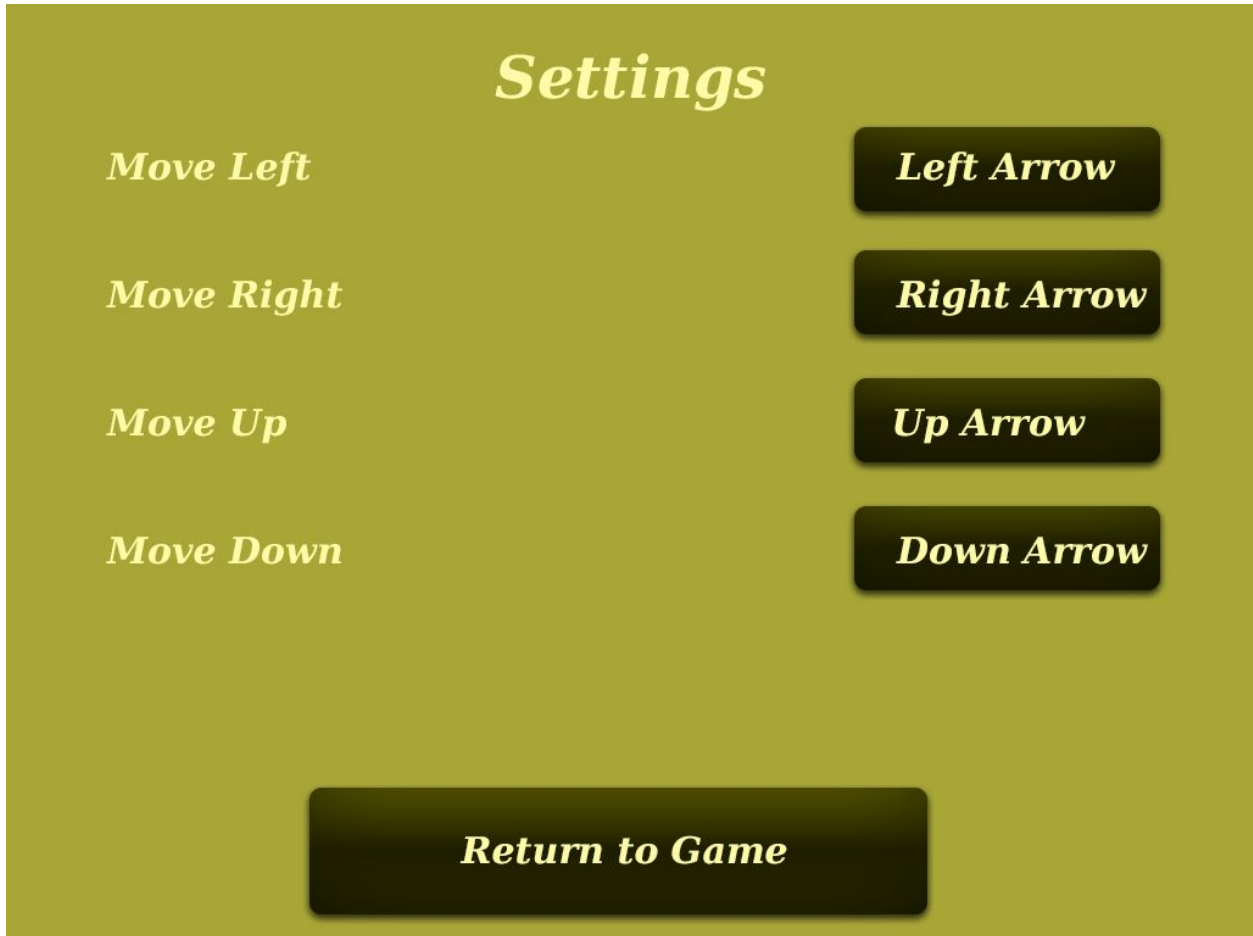 Settings
Move Left Left Arrow
Move Right Right Arrow
Move Up Up Arrow
Move Down Down Arrow
Return to Game